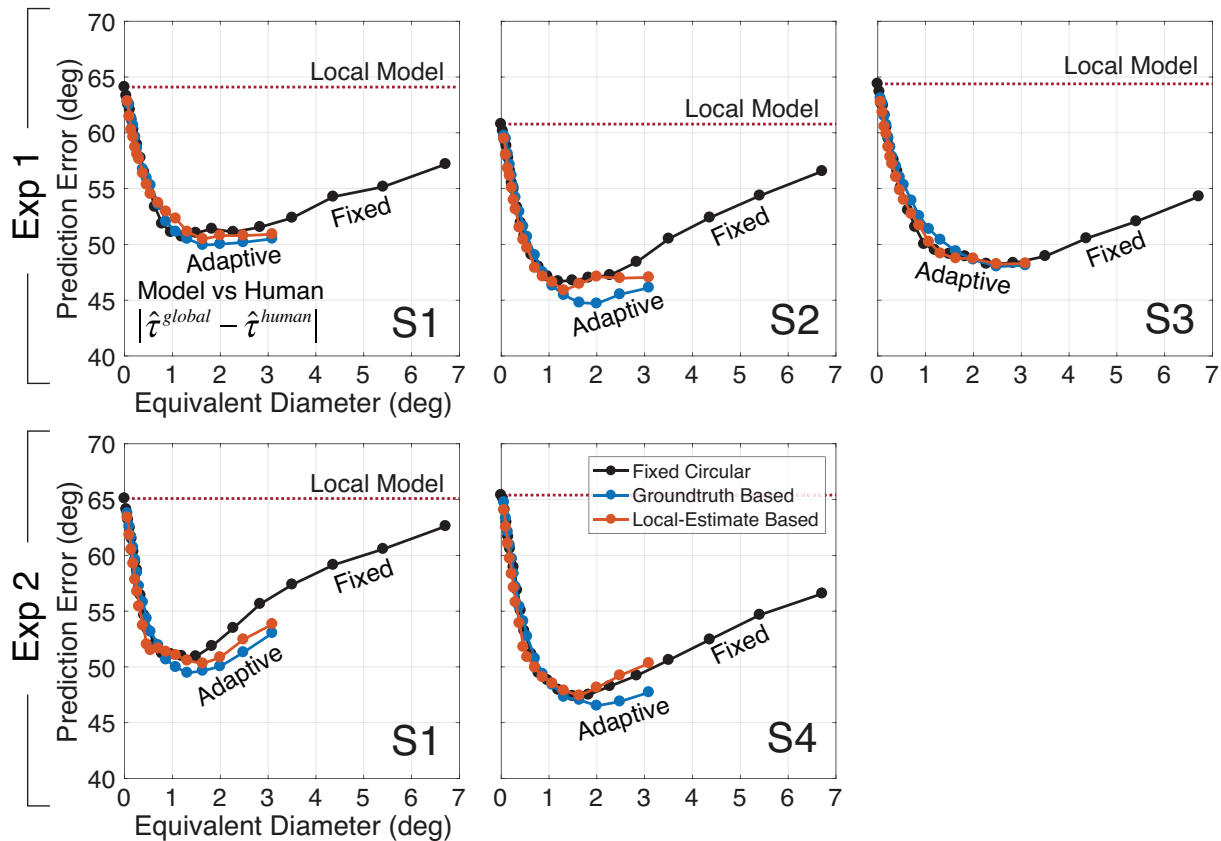 Exp 1
Prediction Error (deg)
70
65
60
55
50
45
40
Local Model
Fixed
Adaptive
Model vs Human
|τ̂^global − τ̂^human|
S1
0 1 2 3 4 5 6 7
Equivalent Diameter (deg)
Local Model
Fixed
Adaptive
S2
0 1 2 3 4 5 6 7
Local Model
Fixed
Adaptive
S3
0 1 2 3 4 5 6 7
Exp 2
Prediction Error (deg)
70
65
60
55
50
45
40
Local Model
Fixed
Adaptive
S1
0 1 2 3 4 5 6 7
Equivalent Diameter (deg)
Fixed Circular
Groundtruth Based
Local-Estimate Based
Fixed
Adaptive
S4
0 1 2 3 4 5 6 7